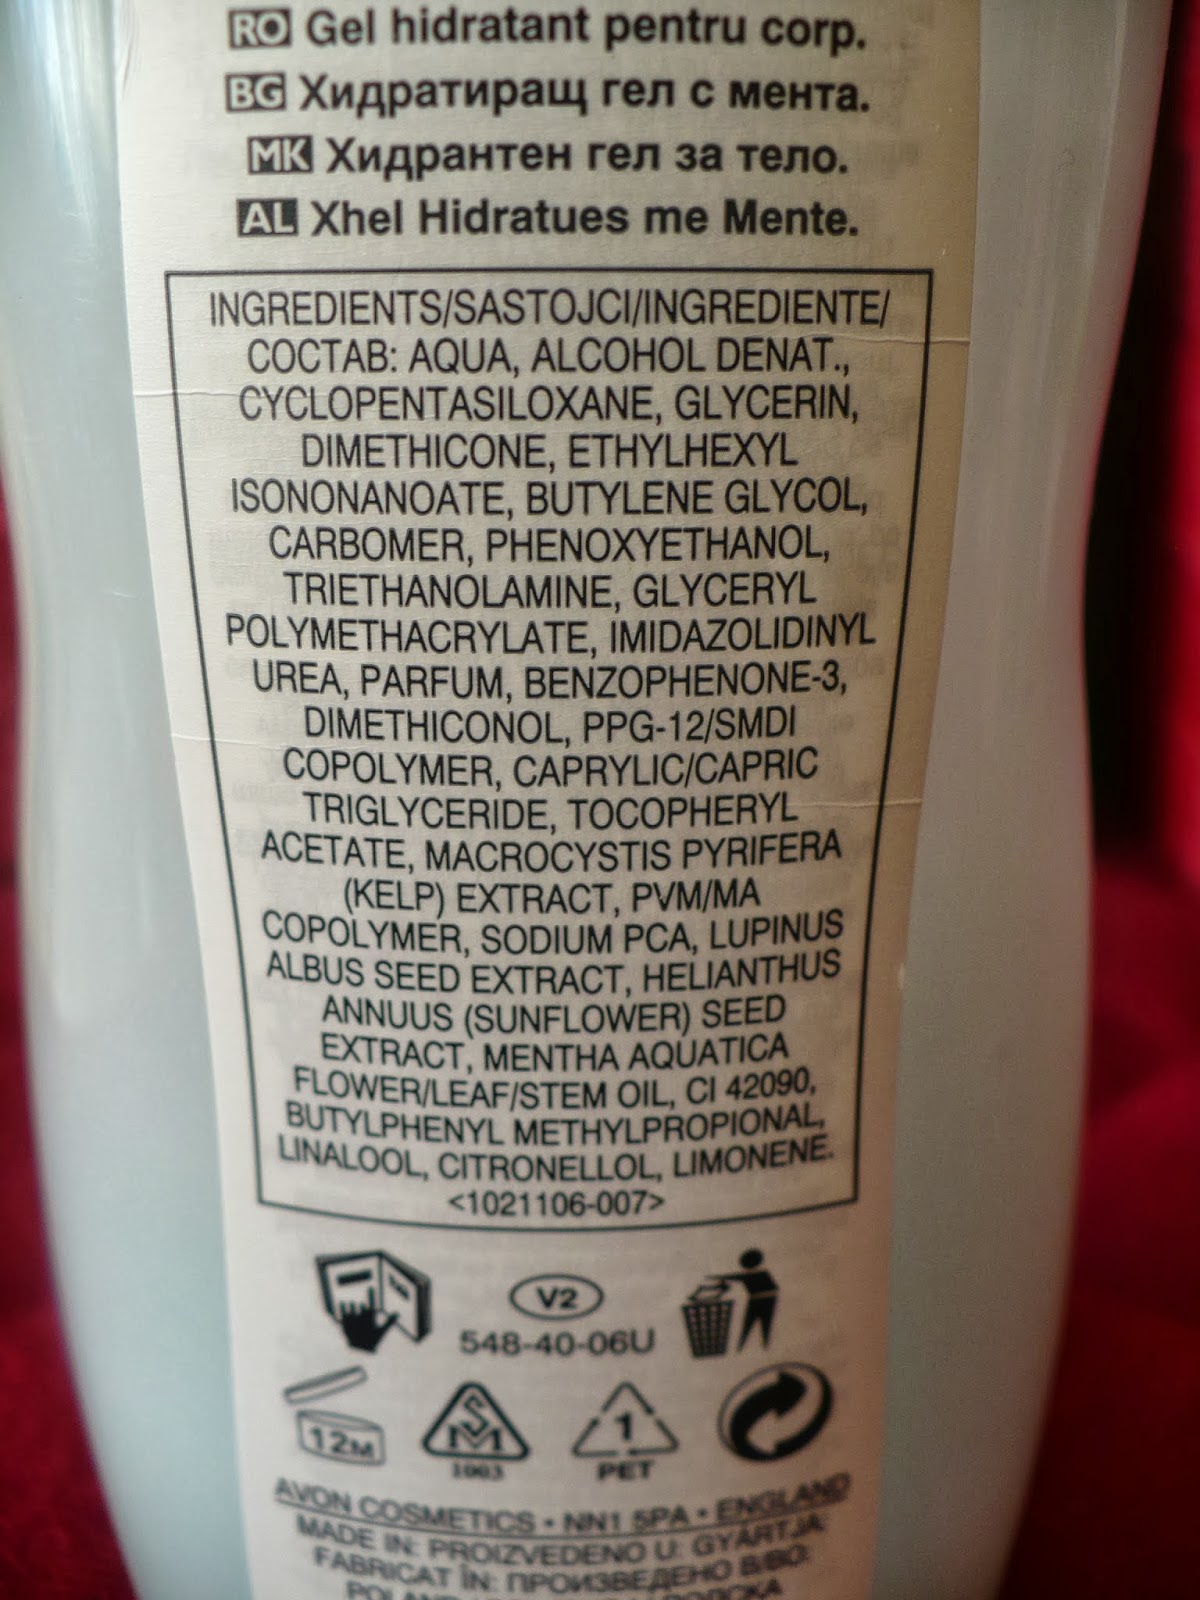 RO Gel hidratant pentru corp.
BG Хидратиращ гел с мента.
MK Хидрантен гел за тело.
AL Xhel Hidratues me Mente.
INGREDIENTS/SASTOJCI/INGREDIENTE/
СОСТАВ: AQUA, ALCOHOL DENAT.,
CYCLOPENTASILOXANE, GLYCERIN,
DIMETHICONE, ETHYLHEXYL
ISONONANOATE, BUTYLENE GLYCOL,
CARBOMER, PHENOXYETHANOL,
TRIETHANOLAMINE, GLYCERYL
POLYMETHACRYLATE, IMIDAZOLIDINYL
UREA, PARFUM, BENZOPHENONE-3,
DIMETHICONOL, PPG-12/SMDI
COPOLYMER, CAPRYLIC/CAPRIC
TRIGLYCERIDE, TOCOPHERYL
ACETATE, MACROCYSTIS PYRIFERA
(KELP) EXTRACT, PVM/MA
COPOLYMER, SODIUM PCA, LUPINUS
ALBUS SEED EXTRACT, HELIANTHUS
ANNUUS (SUNFLOWER) SEED
EXTRACT, MENTHA AQUATICA
FLOWER/LEAF/STEM OIL, CI 42090,
BUTYLPHENYL METHYLPROPIONAL,
LINALOOL, CITRONELLOL, LIMONENE.
<1021106-007>
V2
548-40-06U
12M
SM
1003
1
PET
AVON COSMETICS • NN1 5PA • ENGLAND
MADE IN: PROIZVEDENO U: GYÁRTJA:
FABRICAT ÎN: ПРОИЗВЕДЕНО В/ВО: